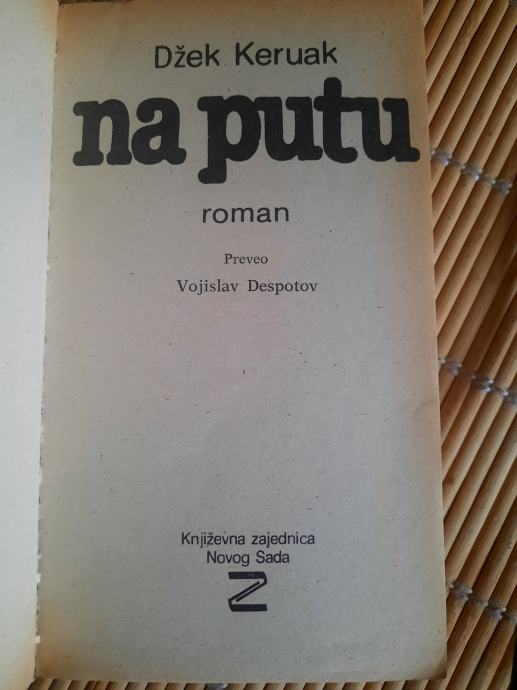 Džek Keruak
na putu
roman
Preveo
Vojislav Despotov
Književna zajednica
Novog Sada